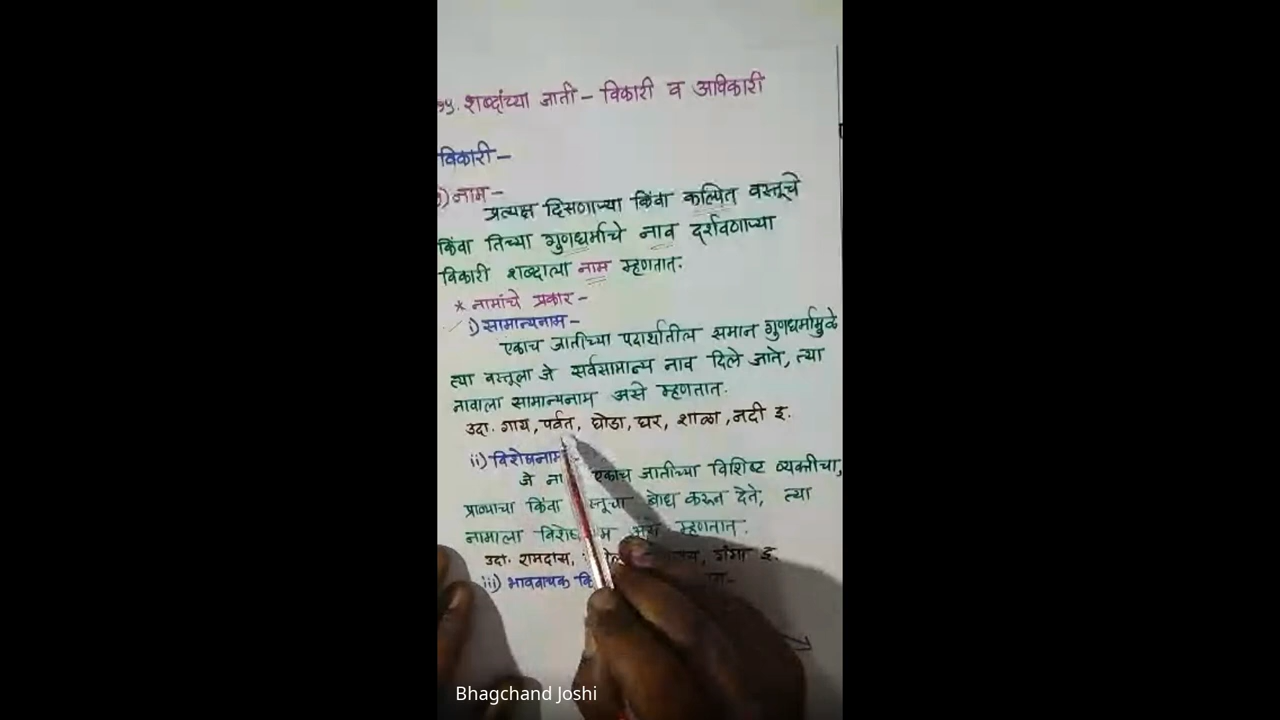 शब्दांच्या जाती - विकारी व अविकारी
विकारी -
नाम -
प्रत्यक्ष दिसणाऱ्या किंवा कल्पित वस्तूचे
किंवा तिच्या गुणधर्माचे नाव दर्शवणाऱ्या
विकारी शब्दाला नाम म्हणतात.
* नामांचे प्रकार -
i) सामान्यनाम -
एकाच जातीच्या पदार्थातील समान गुणधर्मामुळे
त्या वस्तूला जे सर्वसामान्य नाव दिले जाते, त्या
नावाला सामान्यनाम असे म्हणतात.
उदा. गाय, पर्वत, घोडा, घर, शाळा, नदी इ.
ii) विशेषनाम -
जे एकाच जातीच्या विशिष्ट व्यक्तीचा,
प्राण्याचा किंवा बोध करून देते, त्या
नामाला म्हणतात.
उदा. रामदास, गंगा इ.
iii) भाववाचक
Bhagchand Joshi